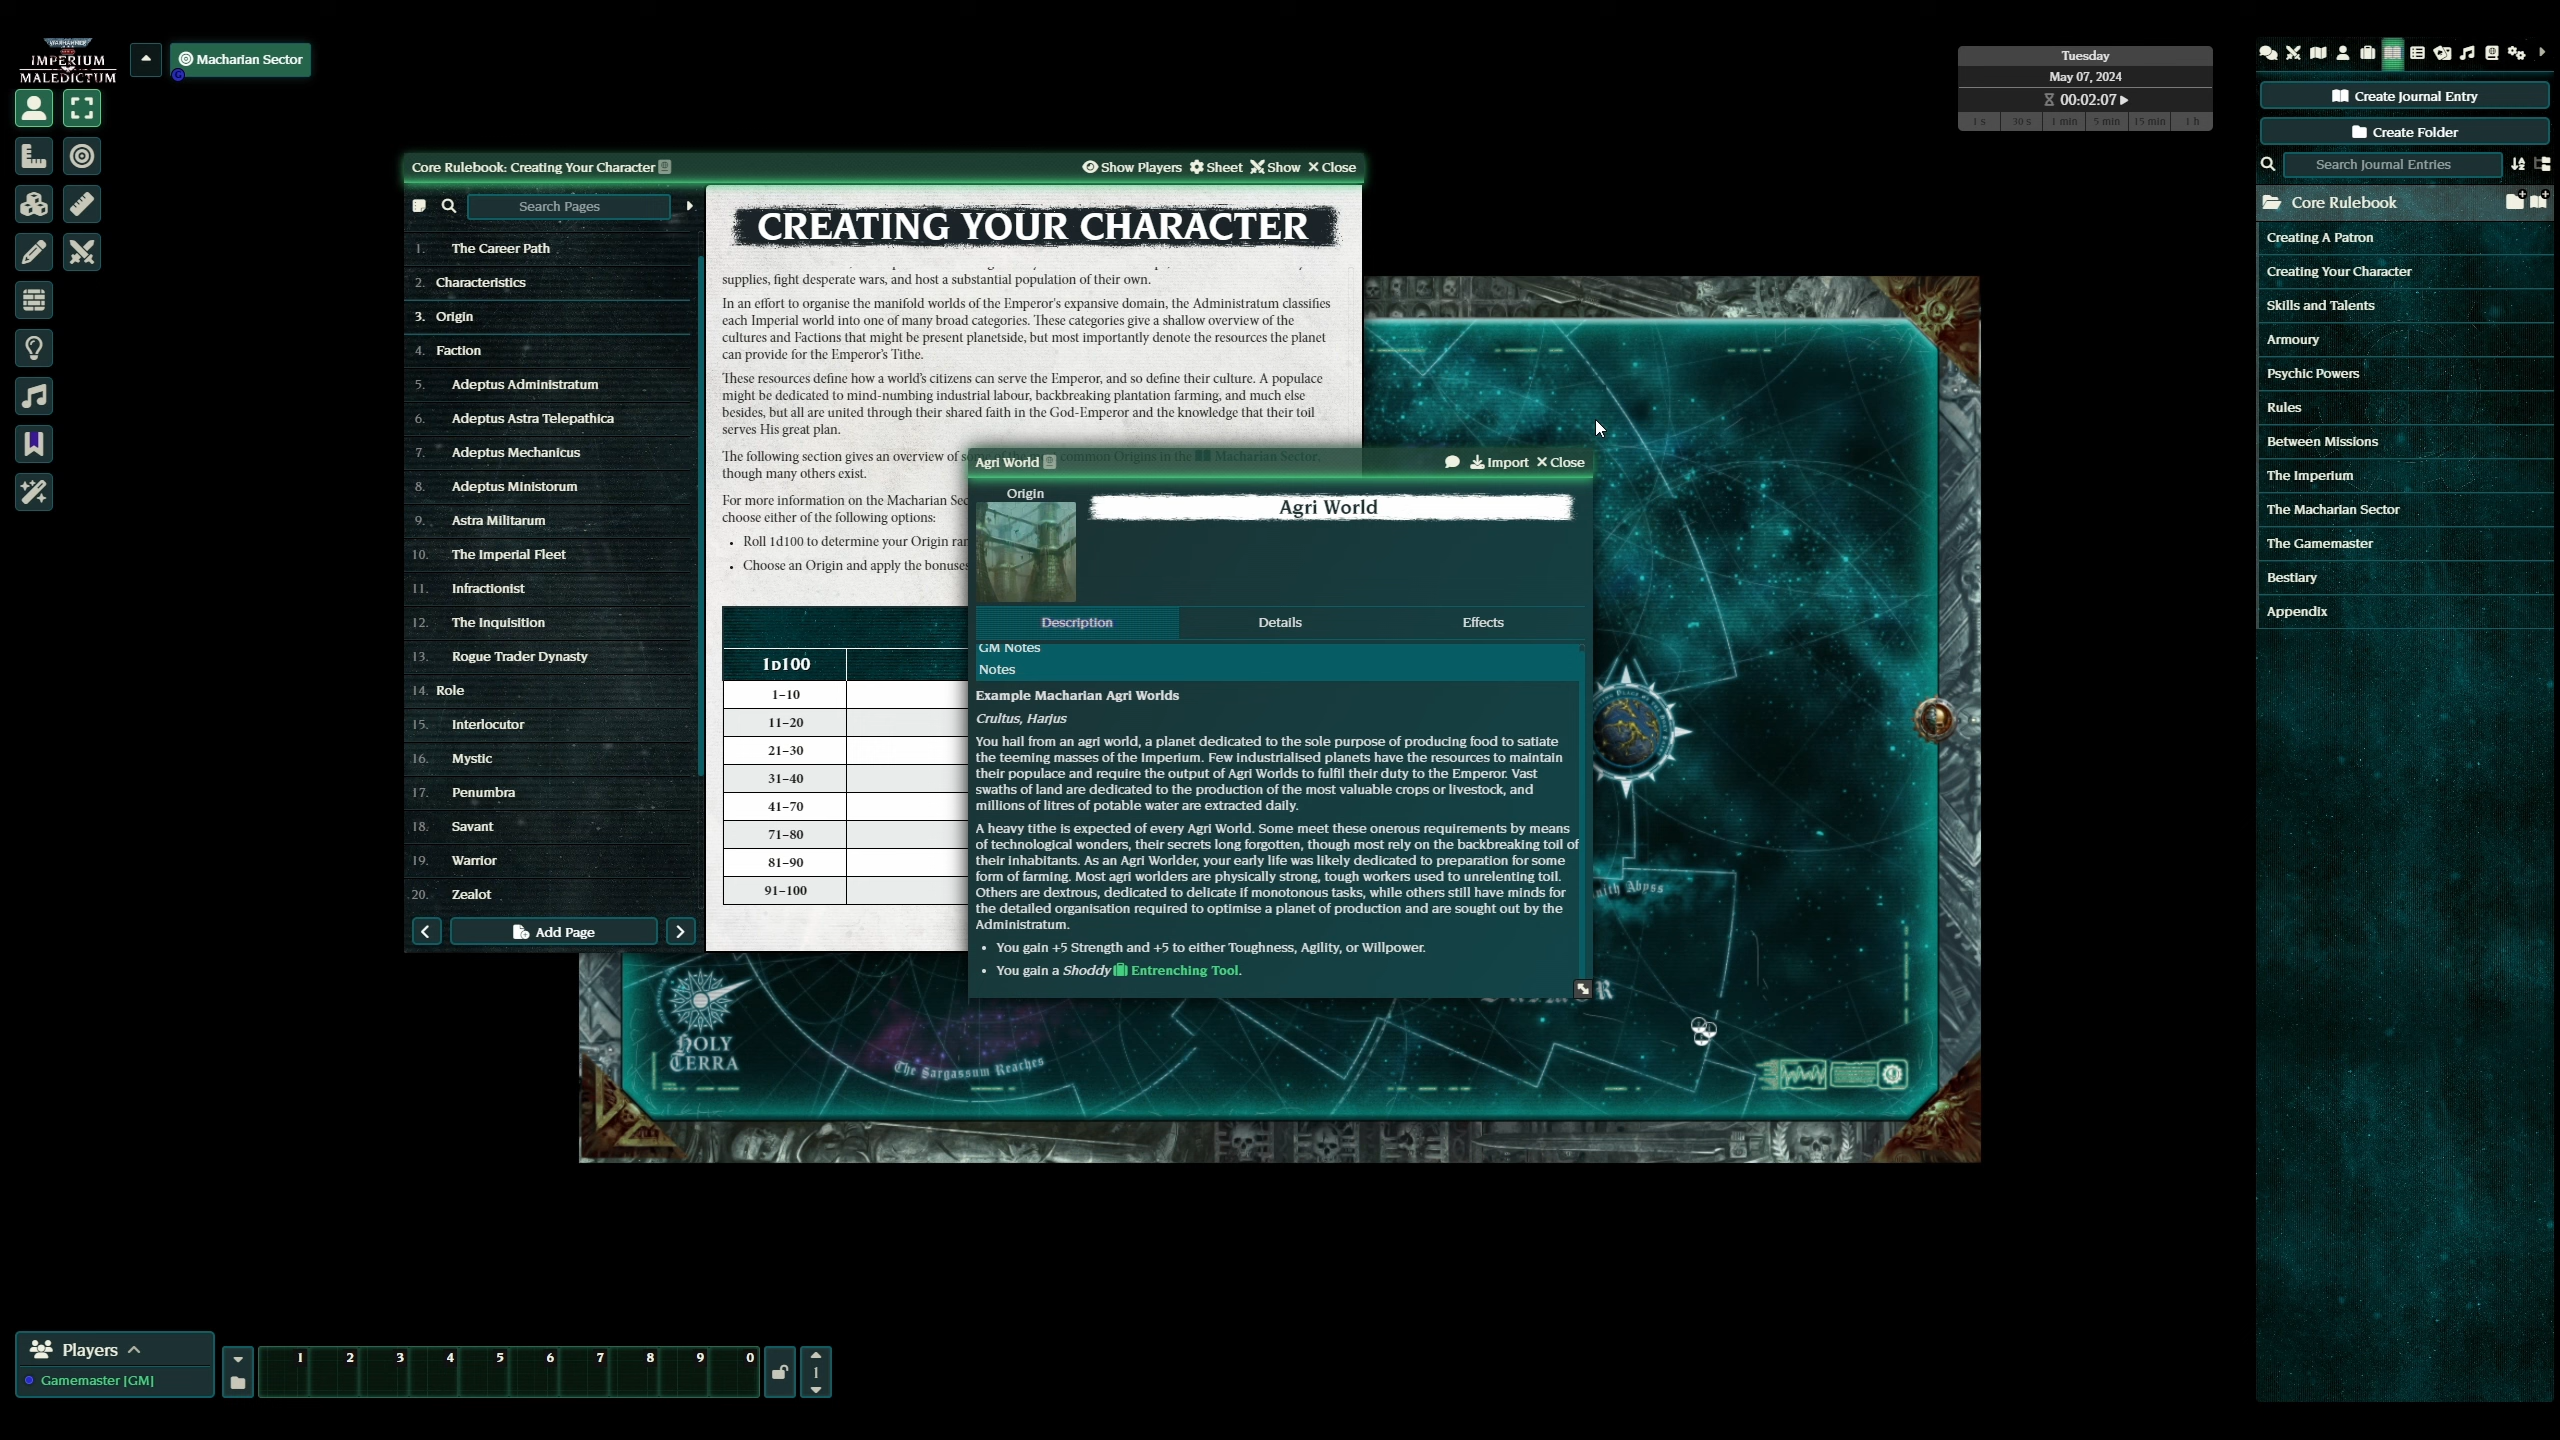 WARHAMMER
IMPERIUM
MALEDICTUM
Macharian Sector
G
Tuesday
May 07, 2024
00:02:07
1 s 30 s 1 min 5 min 15 min 1 h
Create Journal Entry
Create Folder
Search Journal Entries
Core Rulebook
Creating A Patron
Creating Your Character
Skills and Talents
Armoury
Psychic Powers
Rules
Between Missions
The Imperium
The Macharian Sector
The Gamemaster
Bestiary
Appendix
Core Rulebook: Creating Your Character
Show Players Sheet Show Close
Search Pages
1. The Career Path
2. Characteristics
3. Origin
4. Faction
5. Adeptus Administratum
6. Adeptus Astra Telepathica
7. Adeptus Mechanicus
8. Adeptus Ministorum
9. Astra Militarum
10. The Imperial Fleet
11. Infractionist
12. The Inquisition
13. Rogue Trader Dynasty
14. Role
15. Interlocutor
16. Mystic
17. Penumbra
18. Savant
19. Warrior
20. Zealot
Add Page
CREATING YOUR CHARACTER
supplies, fight desperate wars, and host a substantial population of their own.
In an effort to organise the manifold worlds of the Emperor's expansive domain, the Administratum classifies
each Imperial world into one of many broad categories. These categories give a shallow overview of the
cultures and Factions that might be present planetside, but most importantly denote the resources the planet
can provide for the Emperor's Tithe.
These resources define how a world's citizens can serve the Emperor, and so define their culture. A populace
might be dedicated to mind-numbing industrial labour, backbreaking plantation farming, and much else
besides, but all are united through their shared faith in the God-Emperor and the knowledge that their toil
serves His great plan.
The following section gives an overview of some of the most common Origins in the Macharian Sector,
though many others exist.
For more information on the Macharian Sec
choose either of the following options:
• Roll 1d100 to determine your Origin ran
• Choose an Origin and apply the bonuses
1D100
1–10
11–20
21–30
31–40
41–70
71–80
81–90
91–100
Agri World
Import Close
Origin
Agri World
Description Details Effects
GM Notes
Notes
Example Macharian Agri Worlds
Crultus, Harjus
You hail from an agri world, a planet dedicated to the sole purpose of producing food to satiate
the teeming masses of the Imperium. Few industrialised planets have the resources to maintain
their populace and require the output of Agri Worlds to fulfil their duty to the Emperor. Vast
swaths of land are dedicated to the production of the most valuable crops or livestock, and
millions of litres of potable water are extracted daily.
A heavy tithe is expected of every Agri World. Some meet these onerous requirements by means
of technological wonders, their secrets long forgotten, though most rely on the backbreaking toil of
their inhabitants. As an Agri Worlder, your early life was likely dedicated to preparation for some
form of farming. Most agri worlders are physically strong, tough workers used to unrelenting toil.
Others are dextrous, dedicated to delicate if monotonous tasks, while others still have minds for
the detailed organisation required to optimise a planet of production and are sought out by the
Administratum.
• You gain +5 Strength and +5 to either Toughness, Agility, or Willpower.
• You gain a Shoddy Entrenching Tool.
Abyss
HOLY
TERRA
The Sargassum Reaches
Players
Gamemaster [GM]
1 2 3 4 5 6 7 8 9 0
1